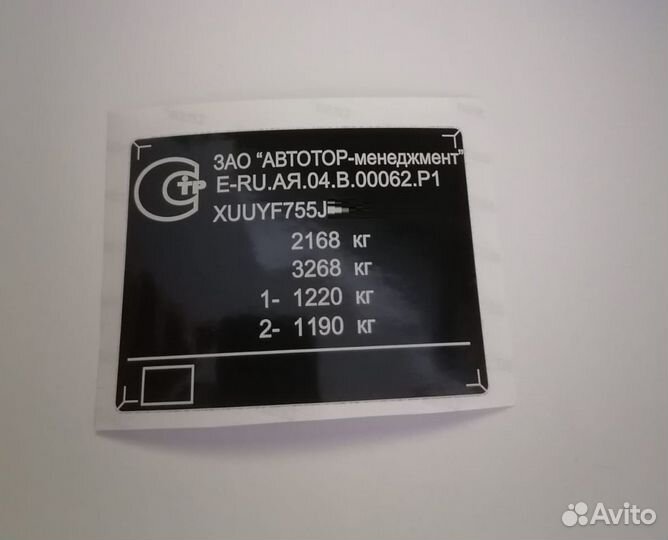 ЗАО "АВТОТОР-менеджмент"
стр E-RU.АЯ.04.В.00062.Р1
XUUYF755J
2168 кг
3268 кг
1- 1220 кг
2- 1190 кг
Avito